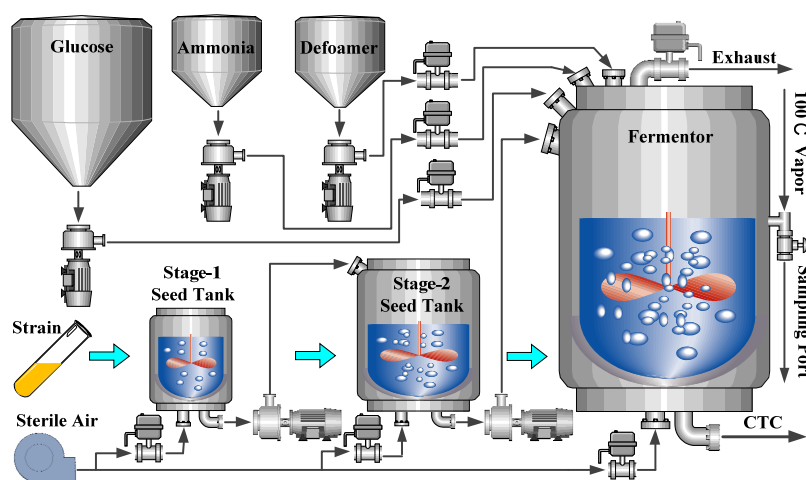 Glucose
Ammonia
Defoamer
Exhaust
100 C Vapor
Fermentor
Stage-1
Seed Tank
Stage-2
Seed Tank
Strain
Sampling Port
Sterile Air
CTC